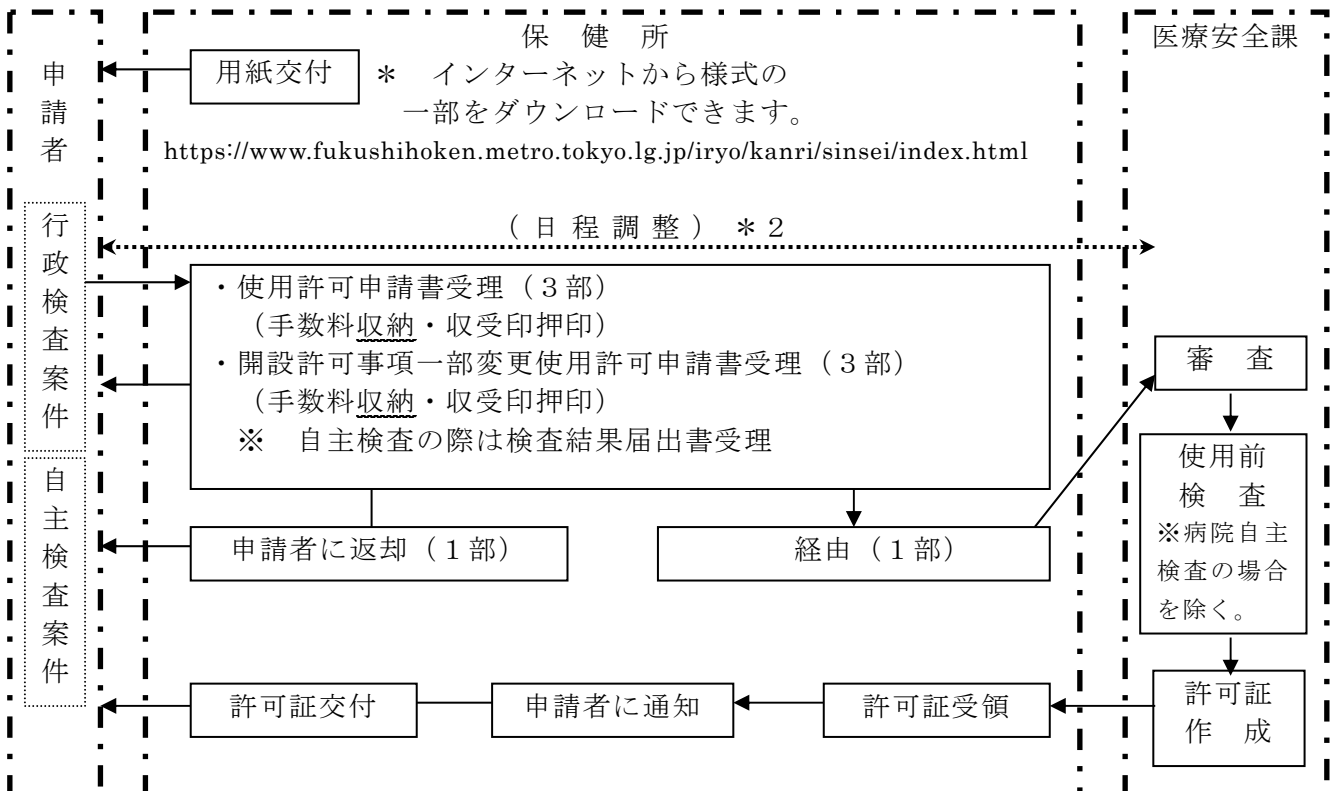 保 健 所
医療安全課
申請者
用紙交付
＊ インターネットから様式の
一部をダウンロードできます。
https://www.fukushihoken.metro.tokyo.lg.jp/iryo/kanri/sinsei/index.html
（日程調整）＊２
行政検査案件
・使用許可申請書受理（３部）
（手数料収納・収受印押印）
・開設許可事項一部変更使用許可申請書受理（３部）
（手数料収納・収受印押印）
※ 自主検査の際は検査結果届出書受理
審 査
使用前
検 査
※病院自主
検査の場合
を除く。
自主検査案件
申請者に返却（１部）
経由（１部）
許可証交付
申請者に通知
許可証受領
許可証
作 成